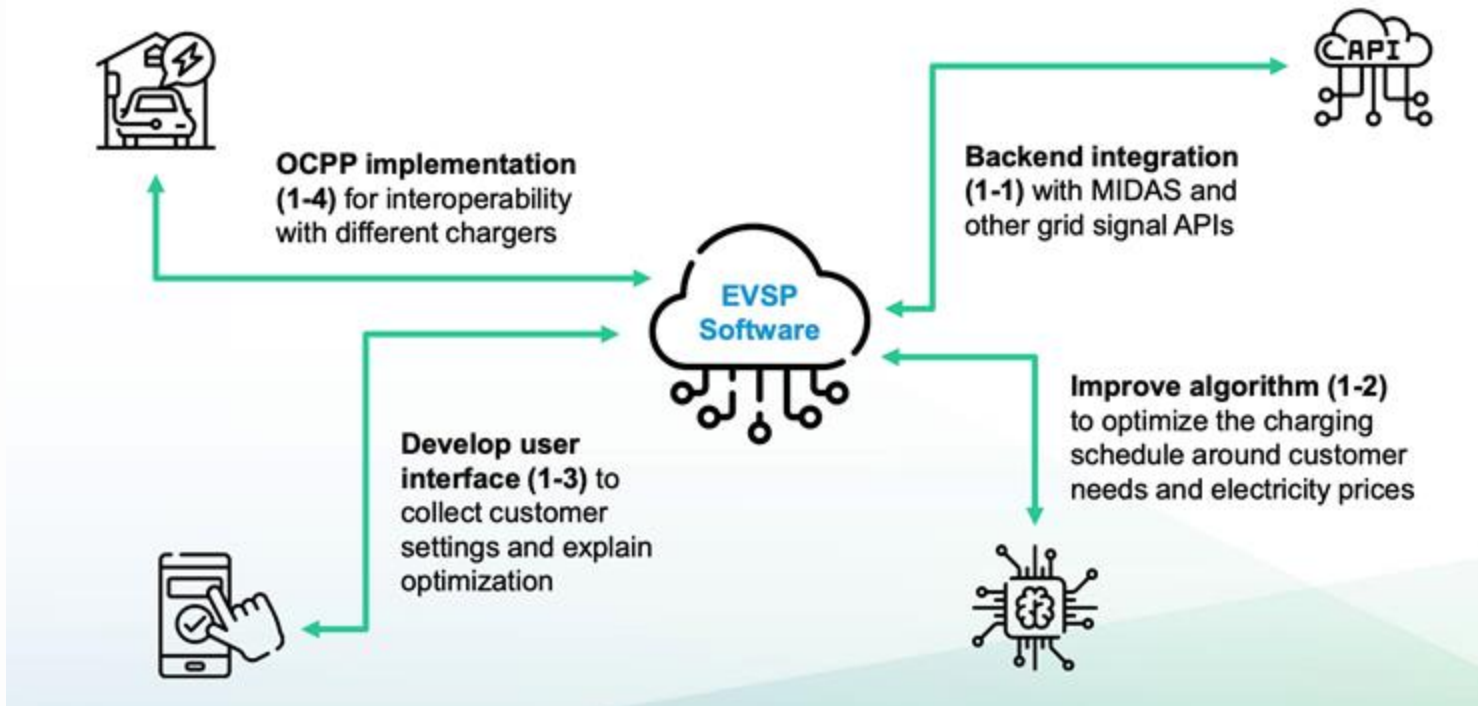 API
OCPP implementation
(1-4) for interoperability
with different chargers
Backend integration
(1-1) with MIDAS and
other grid signal APIs
EVSP
Software
Develop user
interface (1-3) to
collect customer
settings and explain
optimization
Improve algorithm (1-2)
to optimize the charging
schedule around customer
needs and electricity prices